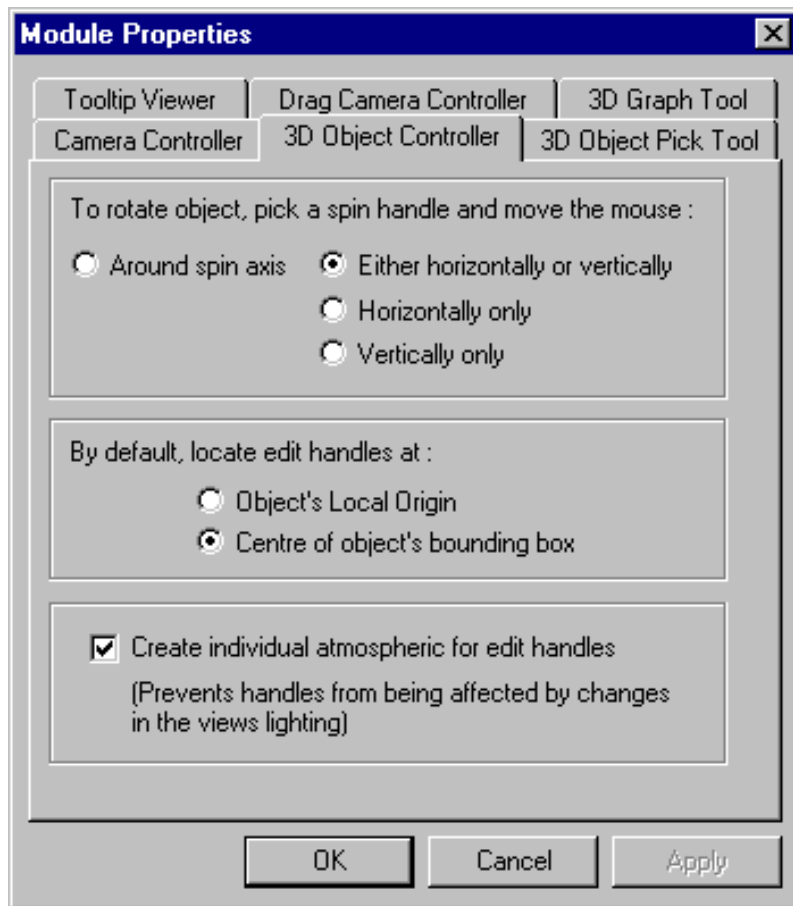 Module Properties
Tooltip Viewer
Drag Camera Controller
3D Graph Tool
Camera Controller
3D Object Controller
3D Object Pick Tool
To rotate object, pick a spin handle and move the mouse :
Around spin axis
Either horizontally or vertically
Horizontally only
Vertically only
By default, locate edit handles at :
Object's Local Origin
Centre of object's bounding box
Create individual atmospheric for edit handles
(Prevents handles from being affected by changes
in the views lighting)
OK
Cancel
Apply